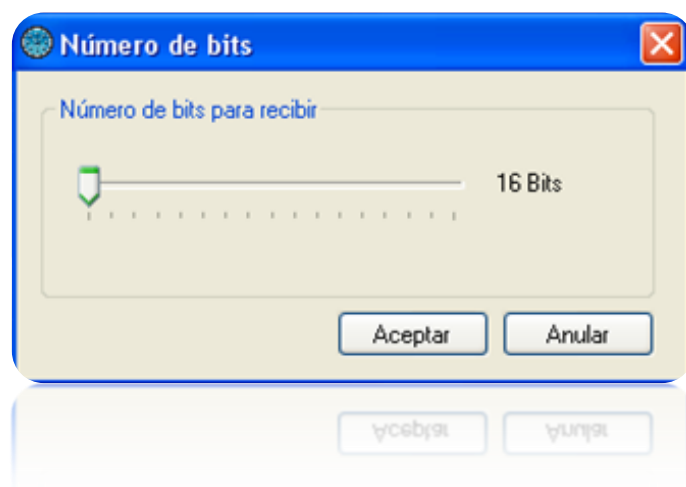 Número de bits
Número de bits para recibir
16 Bits
Aceptar Anular